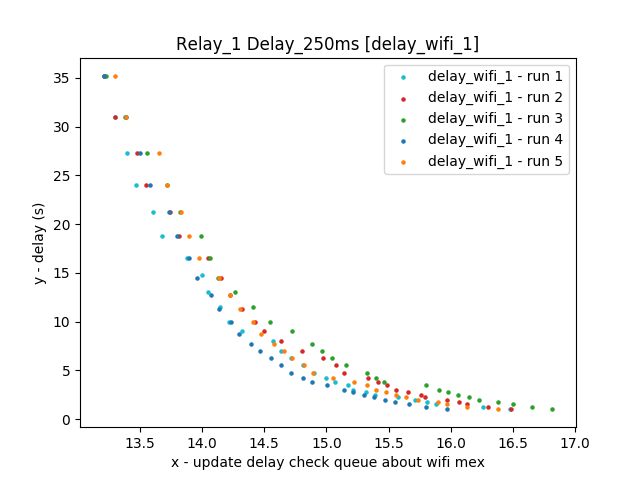 Relay_1 Delay_250ms [delay_wifi_1]
delay_wifi_1 - run 1
delay_wifi_1 - run 2
delay_wifi_1 - run 3
delay_wifi_1 - run 4
delay_wifi_1 - run 5
y - delay (s)
35
30
25
20
15
10
5
0
13.5 14.0 14.5 15.0 15.5 16.0 16.5 17.0
x - update delay check queue about wifi mex